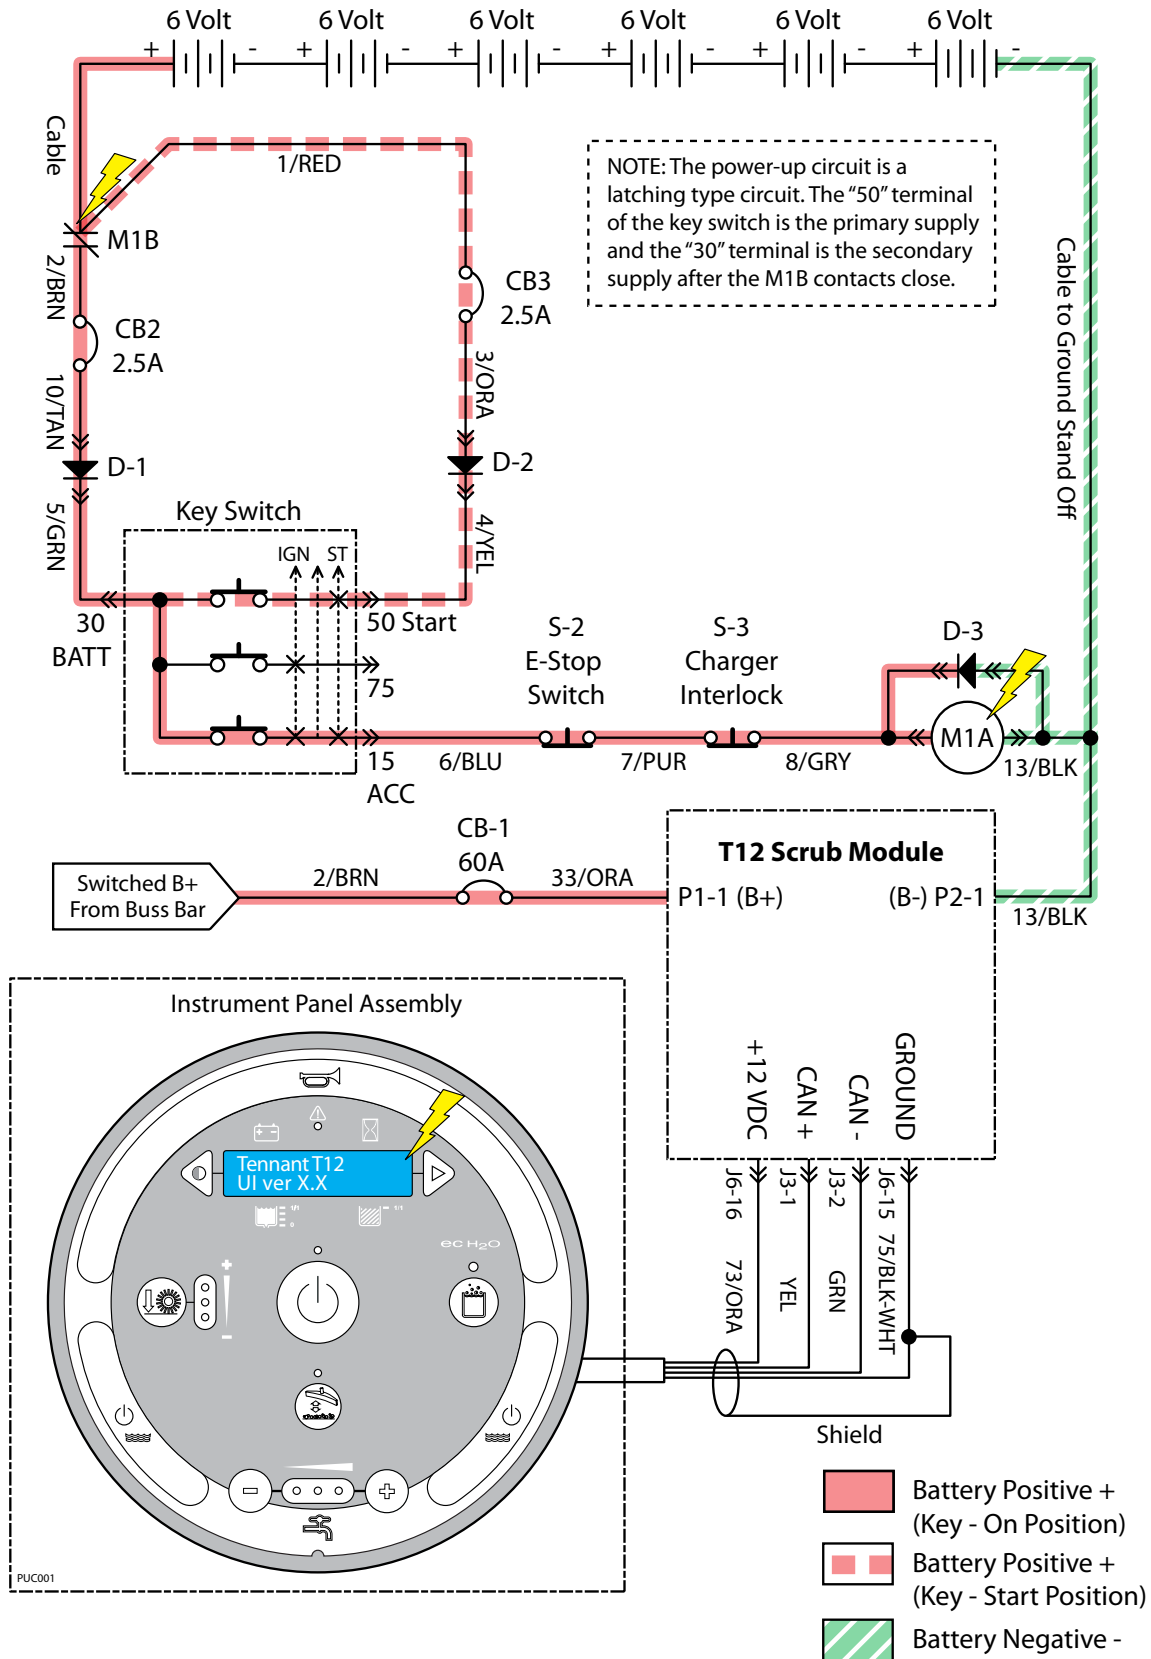 6 Volt 6 Volt 6 Volt 6 Volt 6 Volt 6 Volt
+ - + - + - + - + - + -
Cable
1/RED
NOTE: The power-up circuit is a
latching type circuit. The “50” terminal
of the key switch is the primary supply
and the “30” terminal is the secondary
supply after the M1B contacts close.
M1B
2/BRN
CB3
2.5A
CB2
2.5A
Cable to Ground Stand Off
3/ORA
10/TAN
D-1
D-2
5/GRN
4/YEL
Key Switch
IGN ST
30
BATT
50 Start
75
15
ACC
S-2
E-Stop
Switch
S-3
Charger
Interlock
D-3
M1A
6/BLU
7/PUR
8/GRY
13/BLK
CB-1
60A
Switched B+
From Buss Bar
2/BRN
33/ORA
T12 Scrub Module
P1-1 (B+)
(B-) P2-1
13/BLK
+12 VDC
CAN +
CAN -
GROUND
J6-16
J3-1
J3-2
J6-15
73/ORA
YEL
GRN
75/BLK-WHT
Shield
Instrument Panel Assembly
Tennant T12
UI ver X.X
1/1
0
1/1
ec H2O
+
-
PUC001
Battery Positive +
(Key - On Position)
Battery Positive +
(Key - Start Position)
Battery Negative -